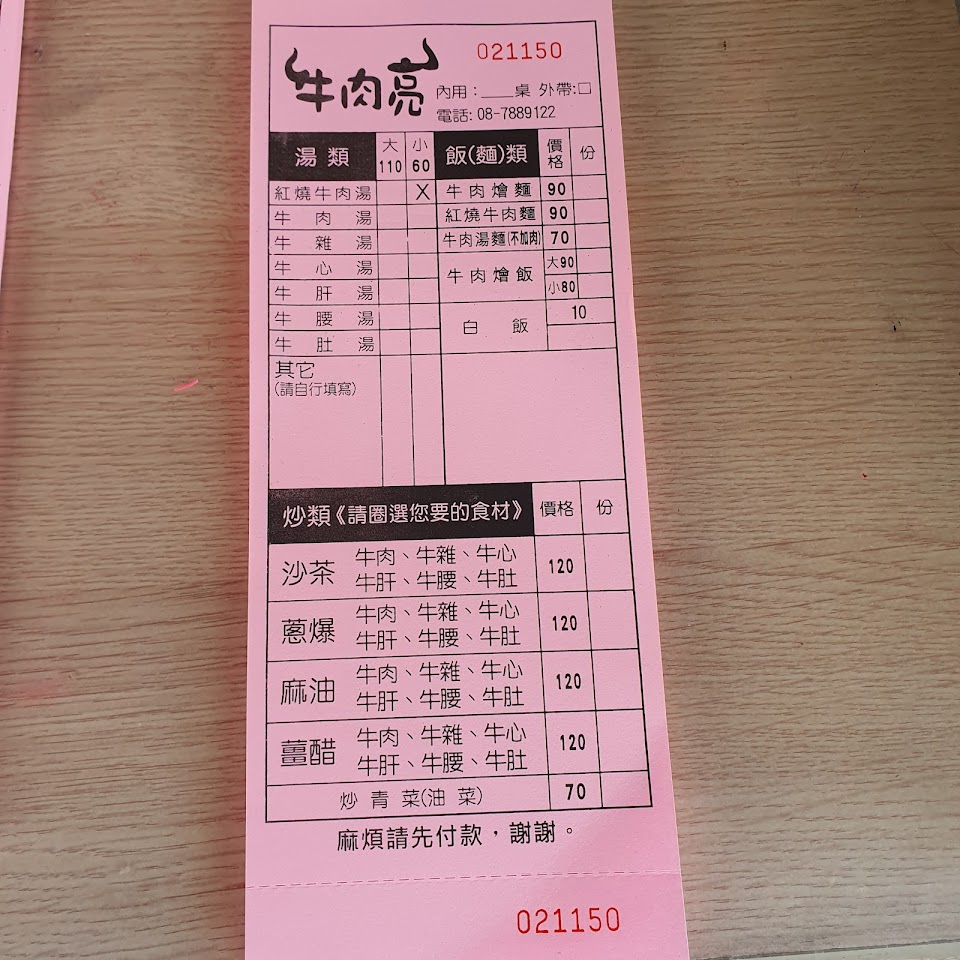 牛肉亮
021150
內用：____桌 外帶:□
電話: 08-7889122
湯類 大110 小60
紅燒牛肉湯 X
牛肉湯
牛雜湯
牛心湯
牛肝湯
牛腰湯
牛肚湯
其它
(請自行填寫)
飯(麵)類 價格 份
牛肉燴麵 90
紅燒牛肉麵 90
牛肉湯麵(不加肉) 70
牛肉燴飯 大90
小80
白飯 10
炒類《請圈選您要的食材》 價格 份
沙茶 牛肉、牛雜、牛心 120
牛肝、牛腰、牛肚
蔥爆 牛肉、牛雜、牛心 120
牛肝、牛腰、牛肚
麻油 牛肉、牛雜、牛心 120
牛肝、牛腰、牛肚
薑醋 牛肉、牛雜、牛心 120
牛肝、牛腰、牛肚
炒青菜(油菜) 70
麻煩請先付款，謝謝。
021150